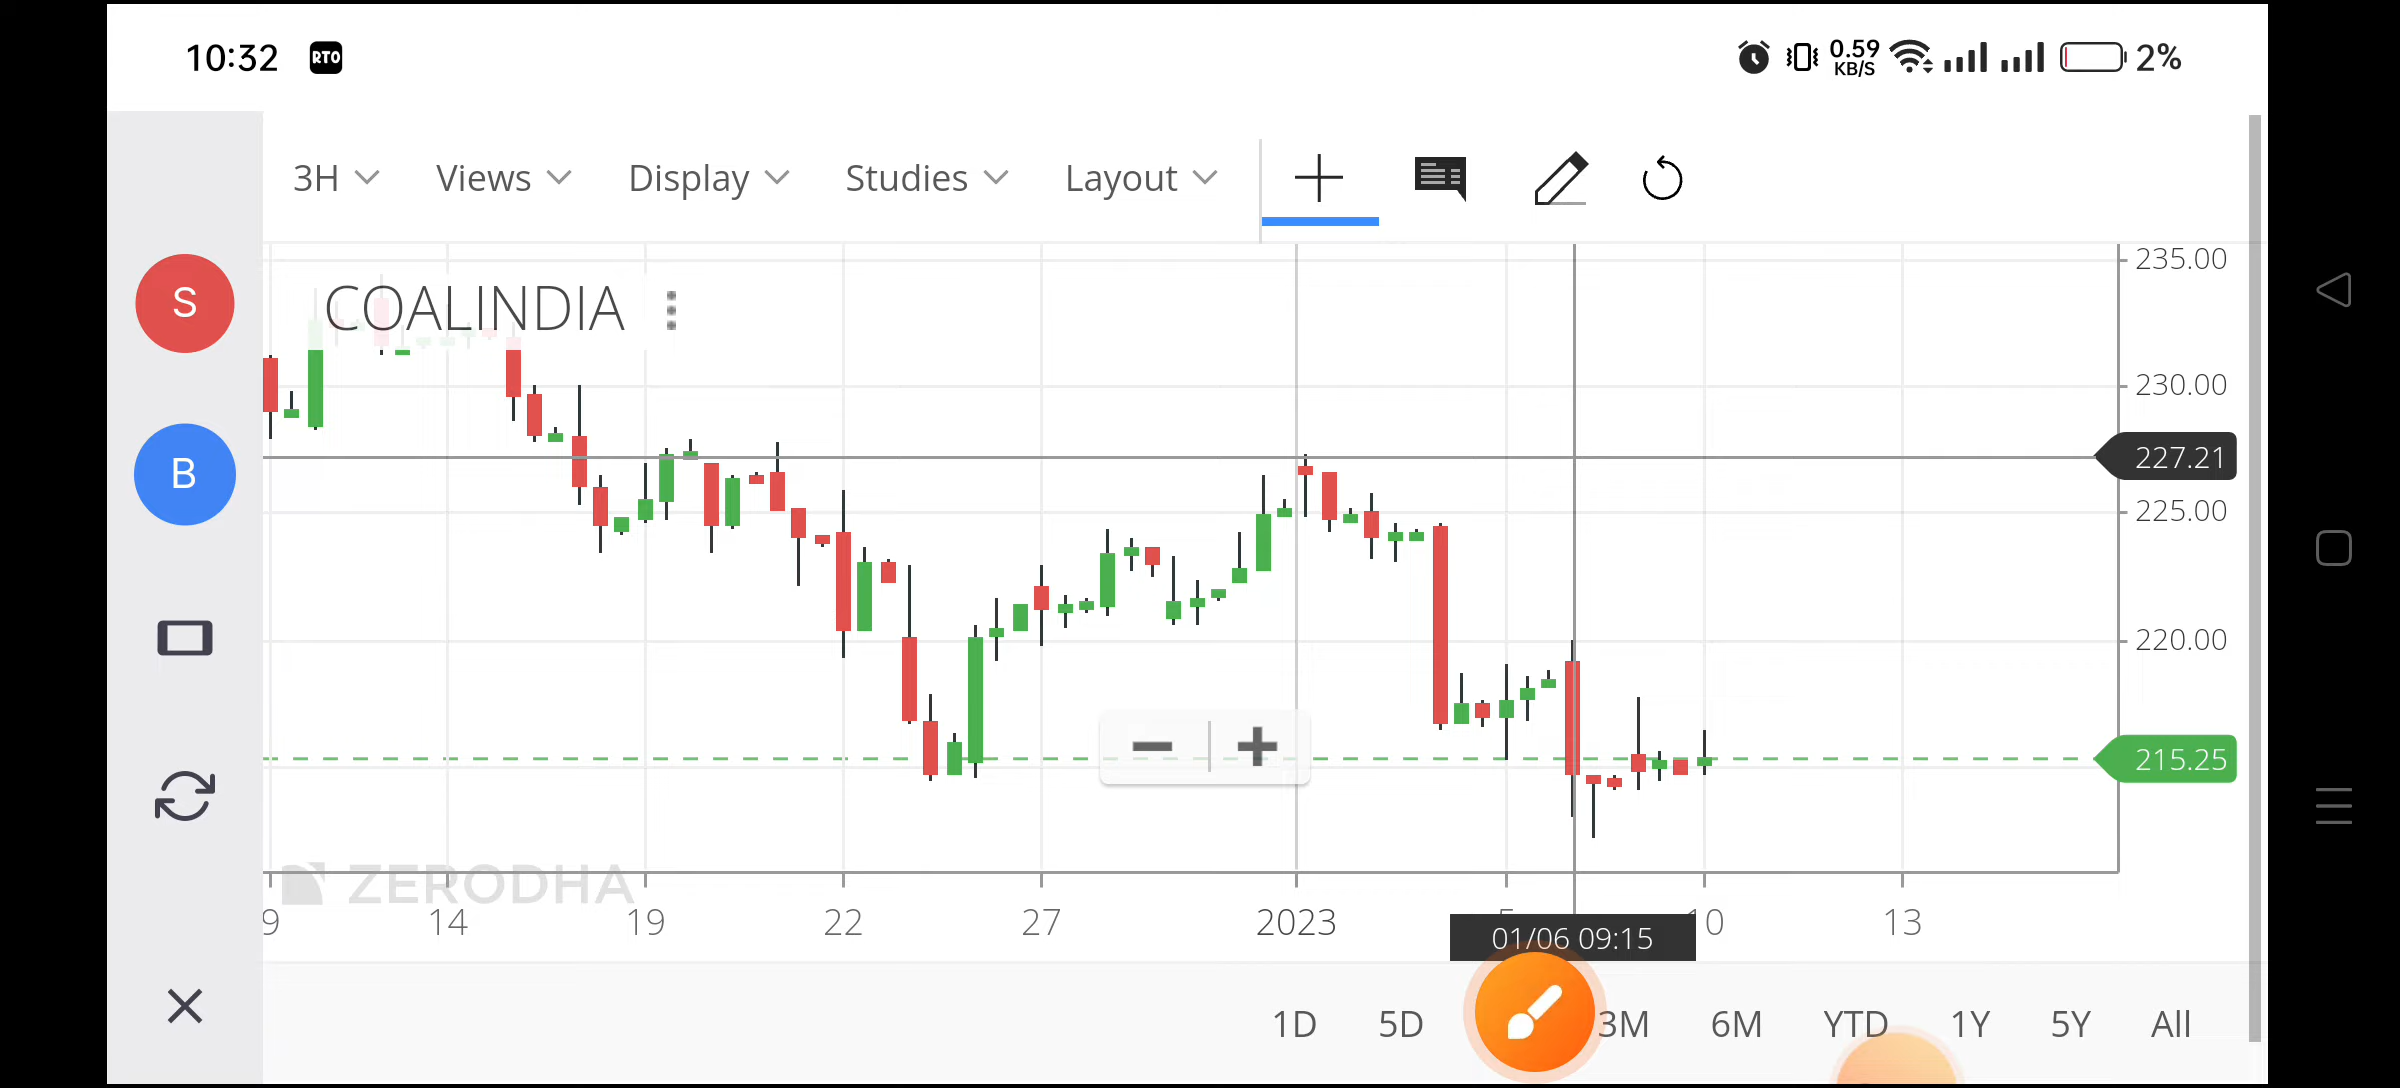 10:32 RTO 0.59 KB/S 2%
3H Views Display Studies Layout
235.00
S COALINDIA
230.00
227.21
B
225.00
220.00
215.25
ZERODHA
9 14 19 22 27 2023 5 10 13
01/06 09:15
1D 5D 3M 6M YTD 1Y 5Y All